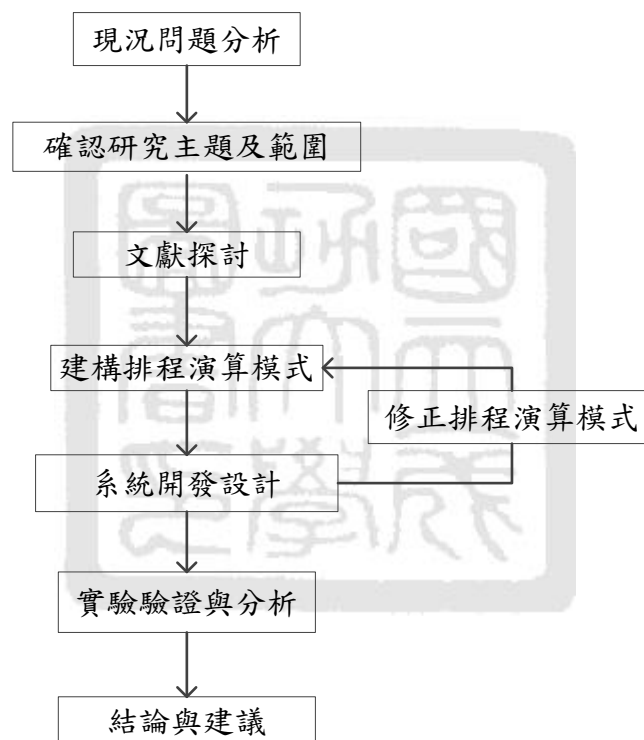 現況問題分析
確認研究主題及範圍
文獻探討
建構排程演算模式
修正排程演算模式
系統開發設計
實驗驗證與分析
結論與建議